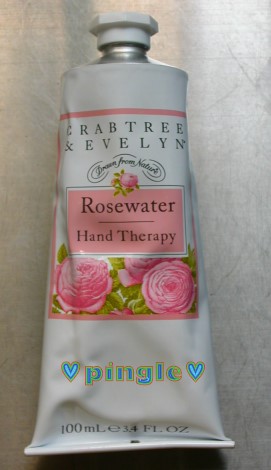 CRABTREE
& EVELYN®
Drawn from Nature
Rosewater
Hand Therapy
♥pingle♥
100mL℮3.4 FL OZ